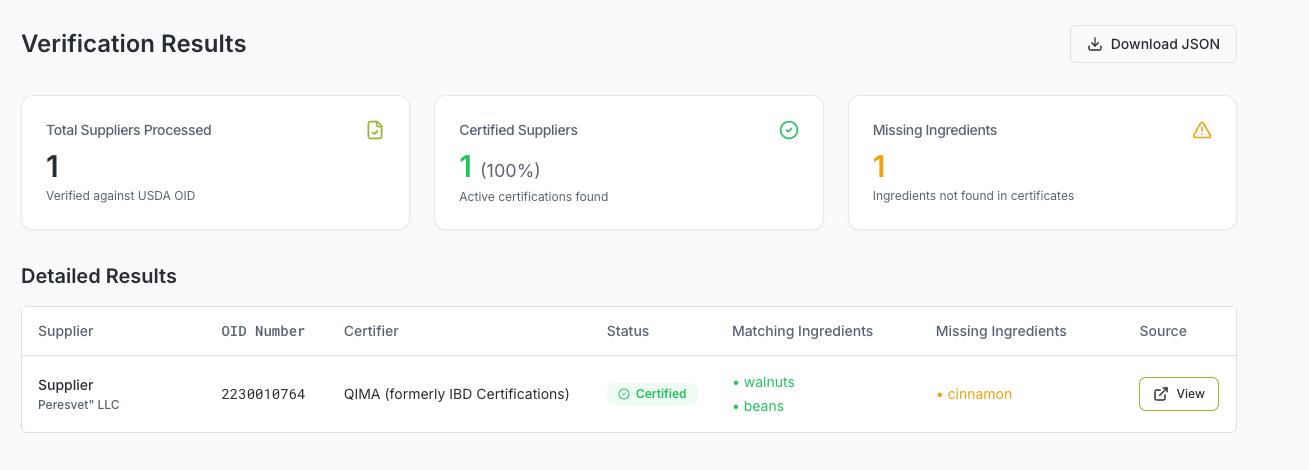 Verification Results
Download JSON
Total Suppliers Processed
1
Verified against USDA OID
Certified Suppliers
1 (100%)
Active certifications found
Missing Ingredients
1
Ingredients not found in certificates
Detailed Results
Supplier OID Number Certifier Status Matching Ingredients Missing Ingredients Source
Supplier
Peresvet" LLC
2230010764
QIMA (formerly IBD Certifications)
Certified
• walnuts
• beans
• cinnamon
View